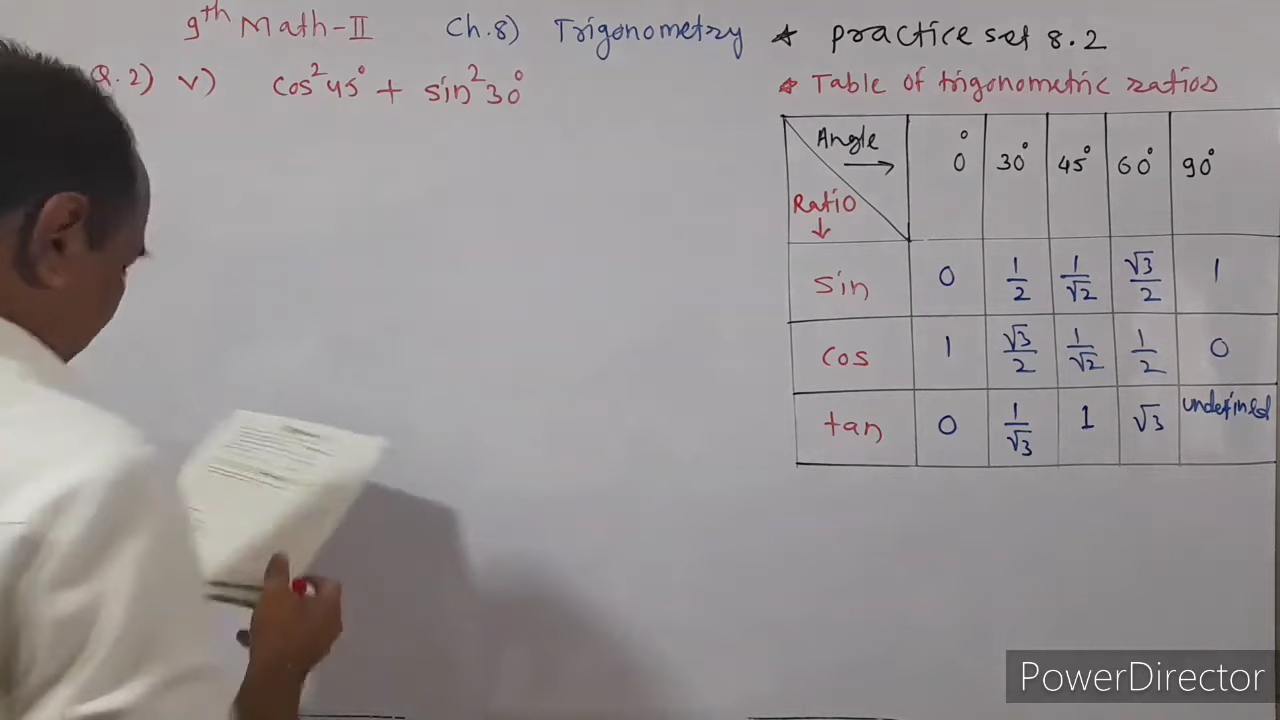 9th Math-II Ch.8) Trigonometry * practice set 8.2
Q.2) v) cos²45° + sin²30°
* Table of trigonometric ratios
Angle → 0° 30° 45° 60° 90°
Ratio ↓
sin 0 1/2 1/√2 √3/2 1
cos 1 √3/2 1/√2 1/2 0
tan 0 1/√3 1 √3 undefined
PowerDirector